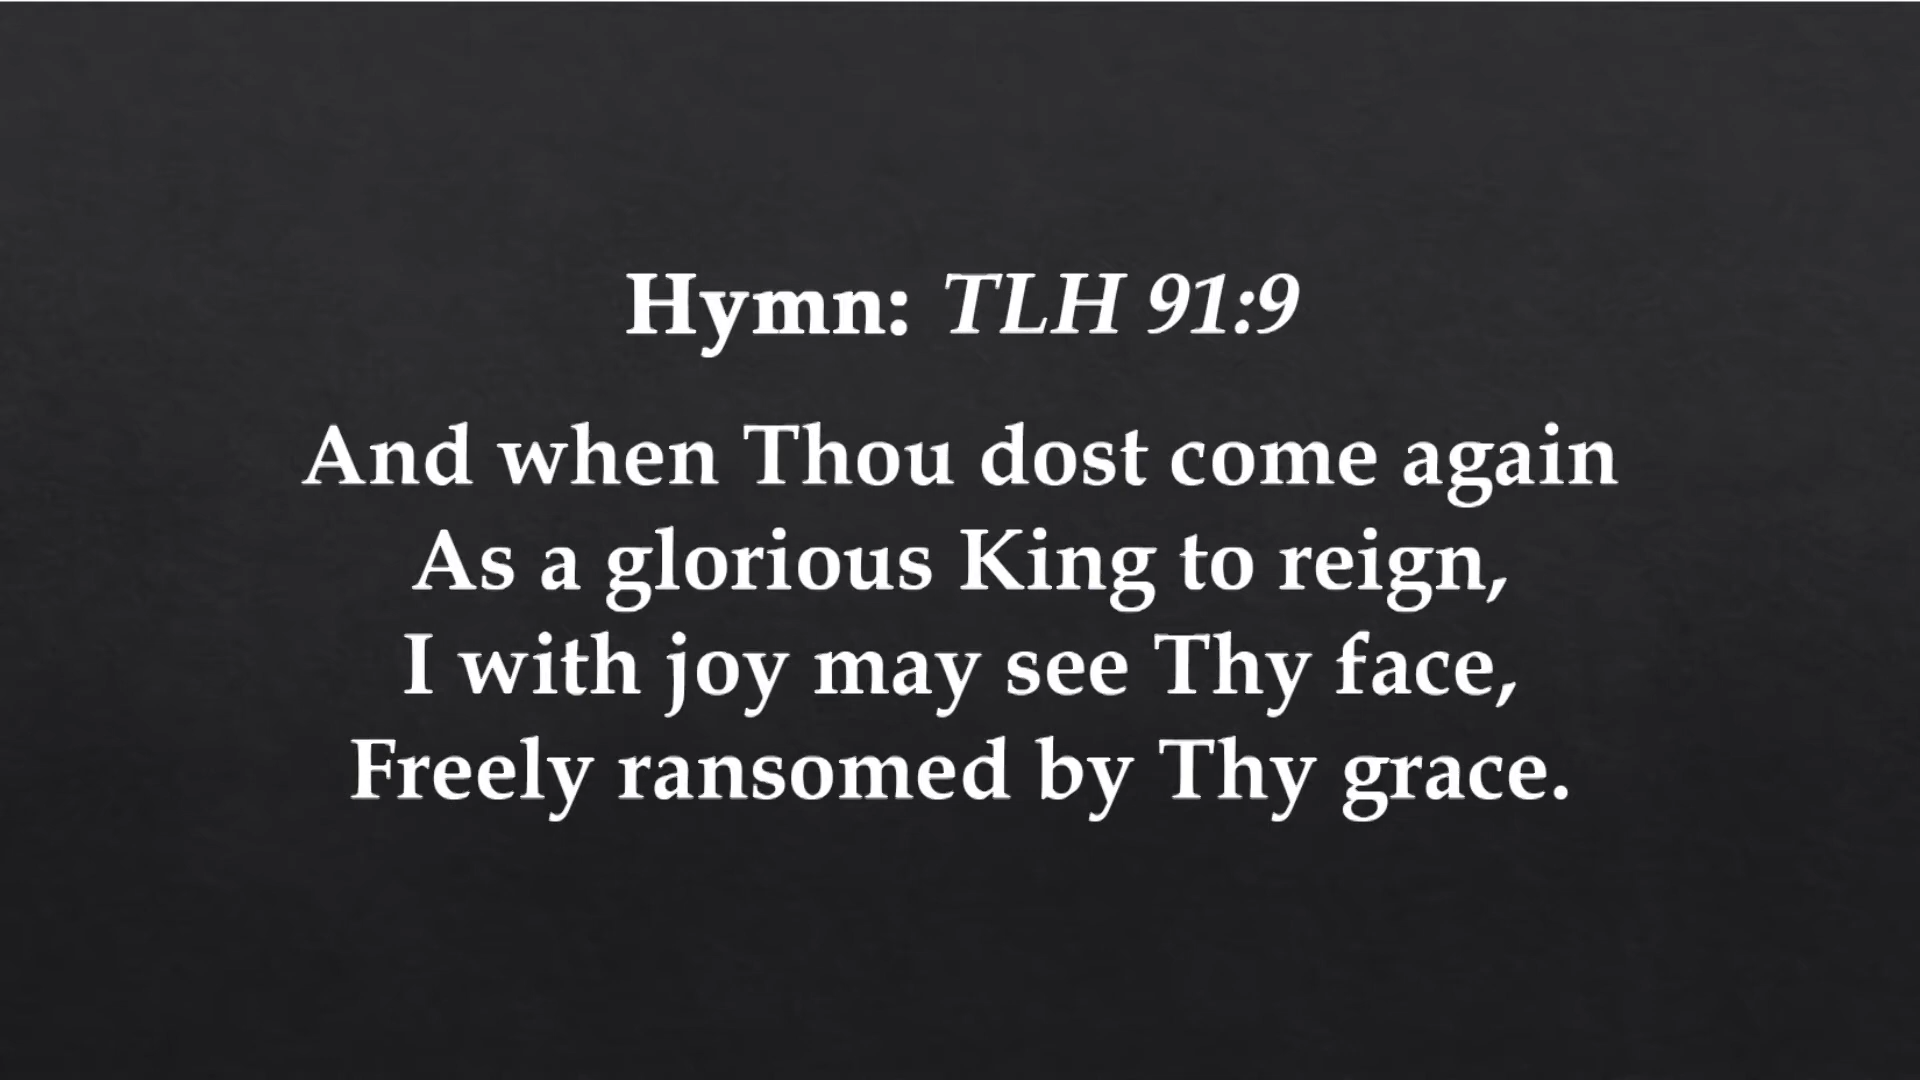 Hymn: TLH 91:9
And when Thou dost come again
As a glorious King to reign,
I with joy may see Thy face,
Freely ransomed by Thy grace.